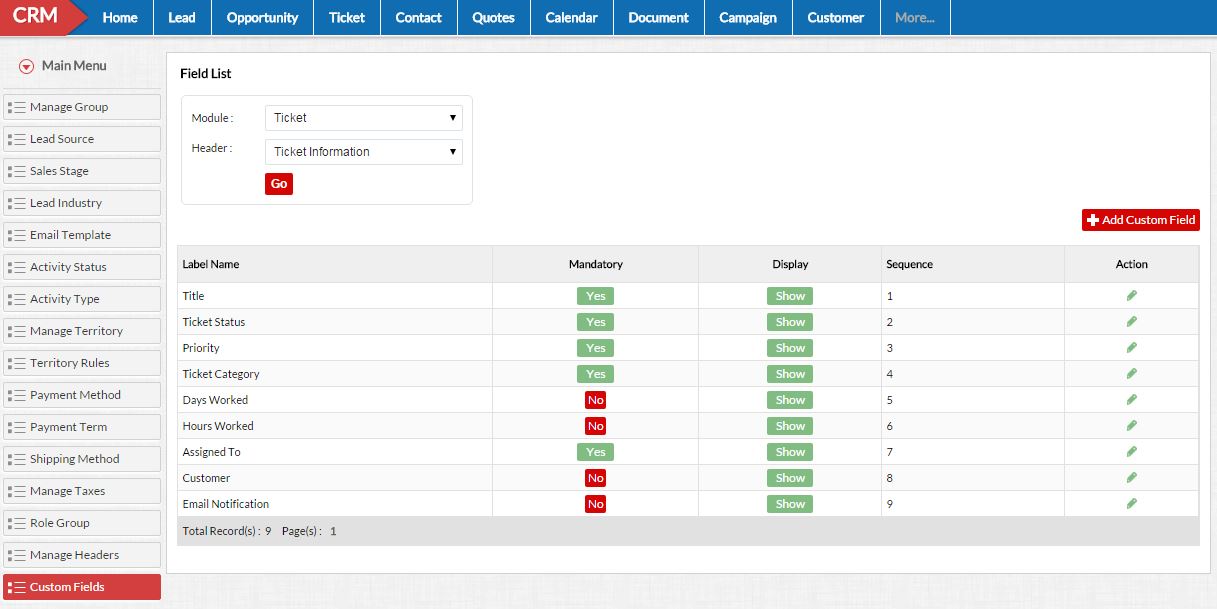 CRM Home Lead Opportunity Ticket Contact Quotes Calendar Document Campaign Customer More...
Main Menu
Manage Group
Lead Source
Sales Stage
Lead Industry
Email Template
Activity Status
Activity Type
Manage Territory
Territory Rules
Payment Method
Payment Term
Shipping Method
Manage Taxes
Role Group
Manage Headers
Custom Fields
Field List
Module : Ticket
Header : Ticket Information
Go
Add Custom Field
Label Name Mandatory Display Sequence Action
Title Yes Show 1
Ticket Status Yes Show 2
Priority Yes Show 3
Ticket Category Yes Show 4
Days Worked No Show 5
Hours Worked No Show 6
Assigned To Yes Show 7
Customer No Show 8
Email Notification No Show 9
Total Record(s) : 9 Page(s) : 1